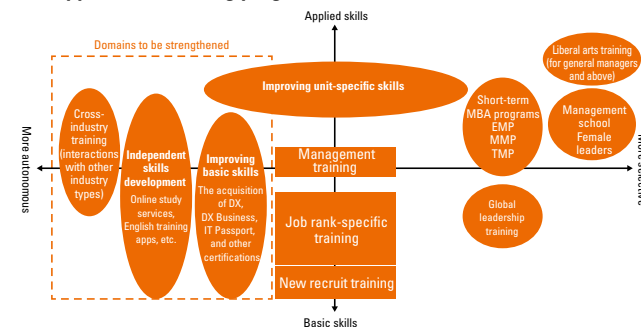 Applied skills
Domains to be strengthened
Liberal arts training
(for general managers
and above)
Improving unit-specific skills
Cross-
industry
training
(interactions
with other
industry
types)
Independent
skills
development
Online study
services,
English training
apps, etc.
Improving
basic skills
The acquisition
of DX,
DX Business,
IT Passport,
and other
certifications
Short-term
MBA programs
EMP
MMP
TMP
Management
school
Female
leaders
Management
training
More autonomous
Job rank-specific
training
Global
leadership
training
New recruit training
Basic skills